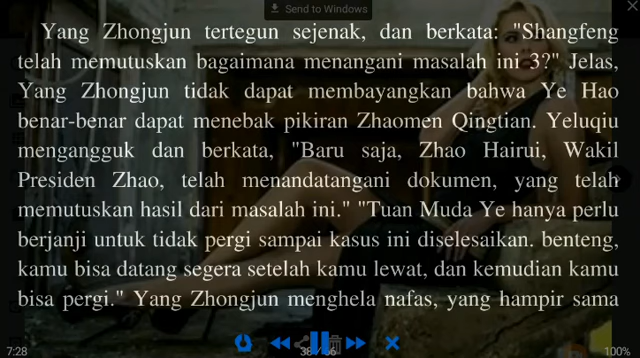 Send to Windows
Yang Zhongjun tertegun sejenak, dan berkata: "Shangfeng
telah memutuskan bagaimana menangani masalah ini 3?" Jelas,
Yang Zhongjun tidak dapat membayangkan bahwa Ye Hao
benar-benar dapat menebak pikiran Zhaomen Qingtian. Yeluqiu
mengangguk dan berkata, "Baru saja, Zhao Hairui, Wakil
Presiden Zhao, telah menandatangani dokumen, yang telah
memutuskan hasil dari masalah ini." "Tuan Muda Ye hanya perlu
berjanji untuk tidak pergi sampai kasus ini diselesaikan. benteng,
kamu bisa datang segera setelah kamu lewat, dan kemudian kamu
bisa pergi." Yang Zhongjun menghela nafas, yang hampir sama
7:28
100%